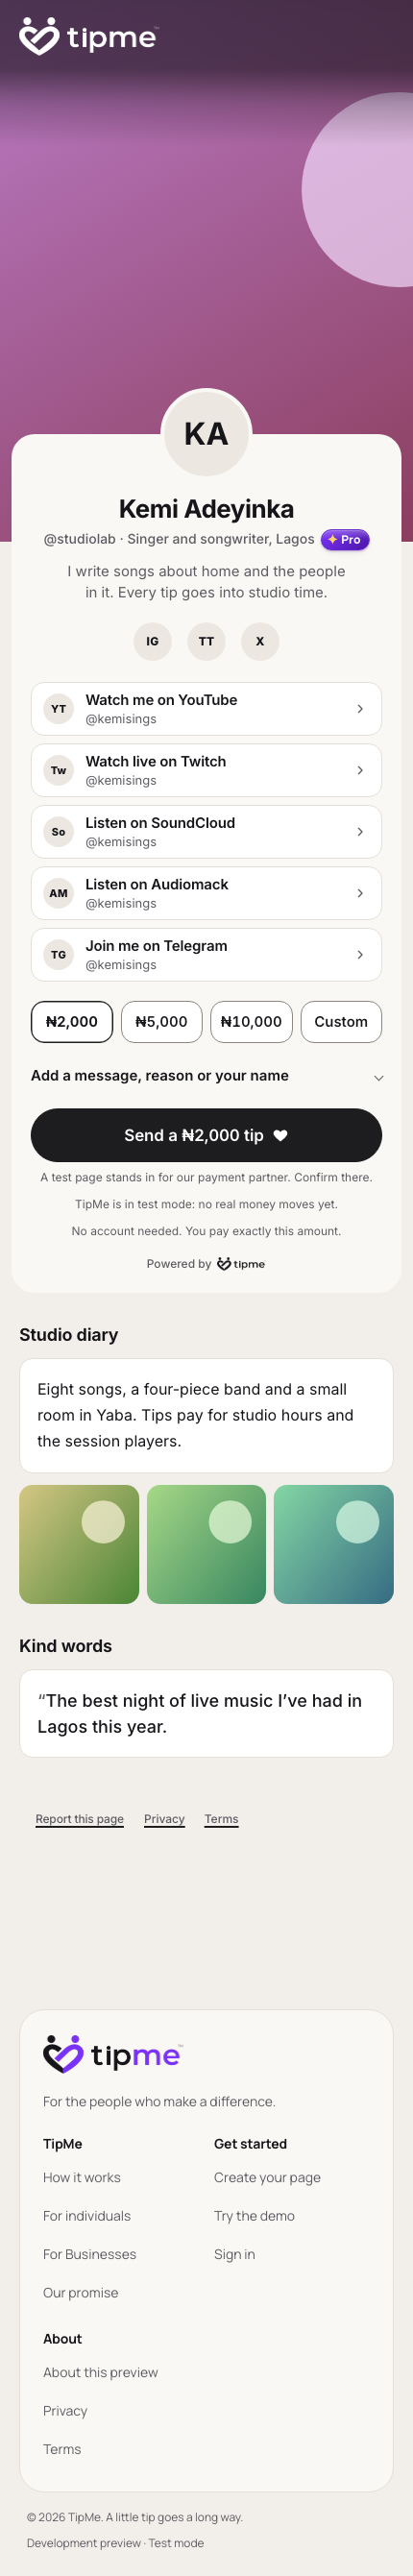 tipme
KA
Kemi Adeyinka
@studiolab · Singer and songwriter, Lagos Pro
I write songs about home and the people
in it. Every tip goes into studio time.
IG TT X
YT Watch me on YouTube
@kemisings
Tw Watch live on Twitch
@kemisings
So Listen on SoundCloud
@kemisings
AM Listen on Audiomack
@kemisings
TG Join me on Telegram
@kemisings
₦2,000 ₦5,000 ₦10,000 Custom
Add a message, reason or your name
Send a ₦2,000 tip
A test page stands in for our payment partner. Confirm there.
TipMe is in test mode: no real money moves yet.
No account needed. You pay exactly this amount.
Powered by tipme
Studio diary
Eight songs, a four-piece band and a small
room in Yaba. Tips pay for studio hours and
the session players.
Kind words
“The best night of live music I’ve had in
Lagos this year.
Report this page Privacy Terms
tipme
For the people who make a difference.
TipMe
How it works
For individuals
For Businesses
Our promise
Get started
Create your page
Try the demo
Sign in
About
About this preview
Privacy
Terms
© 2026 TipMe. A little tip goes a long way.
Development preview · Test mode